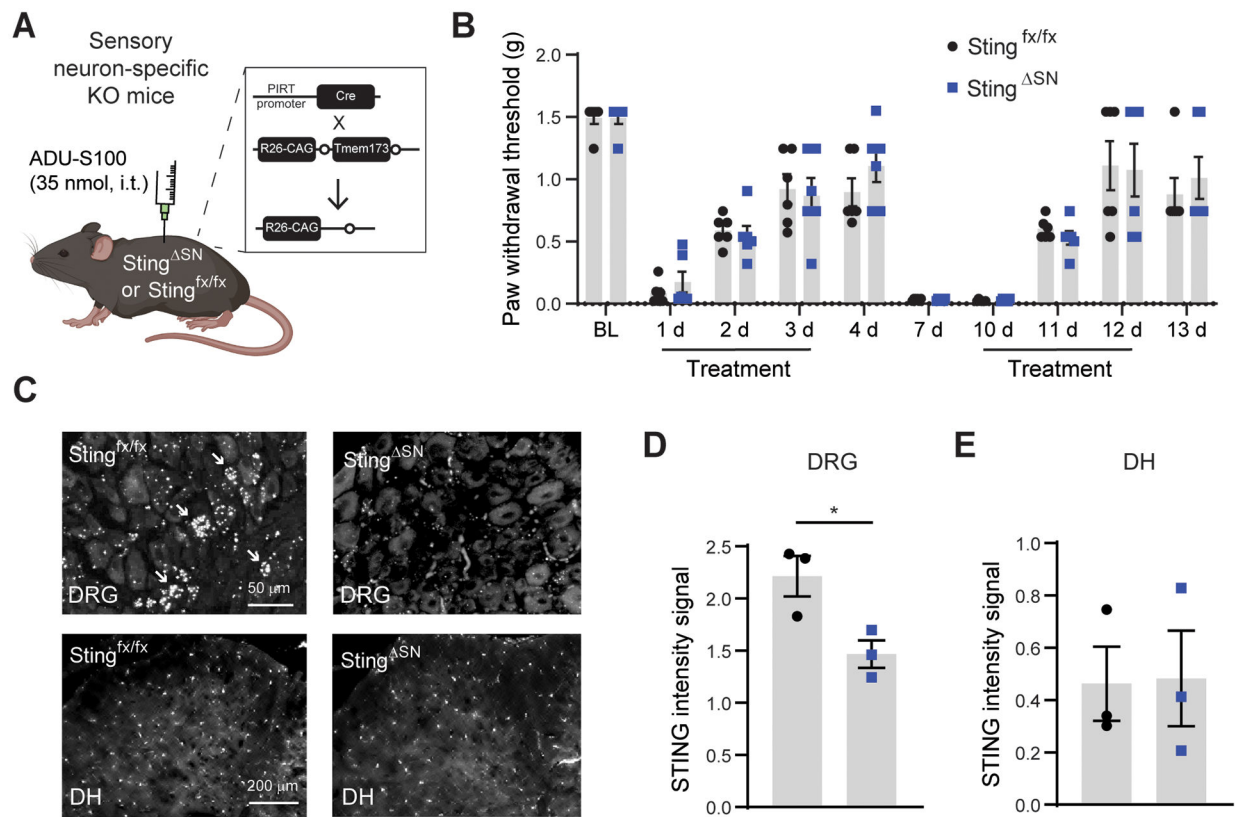 A
Sensory
neuron-specific
KO mice
ADU-S100
(35 nmol, i.t.)
PIRT
promoter
Cre
X
R26-CAG
Tmem173
R26-CAG
Sting ΔSN
or Sting fx/fx
B
Paw withdrawal threshold (g)
2.0
1.5
1.0
0.5
0.0
Sting fx/fx
Sting ΔSN
BL
1 d
2 d
3 d
4 d
7 d
10 d
11 d
12 d
13 d
Treatment
Treatment
C
Sting fx/fx
DRG
50 μm
Sting ΔSN
Sting fx/fx
DH
200 μm
Sting ΔSN
DH
D
DRG
*
STING intensity signal
2.5
2.0
1.5
2.0
1.5
1.0
0.5
0.0
E
DH
STING intensity signal
1.0
0.8
0.6
0.4
0.2
0.0